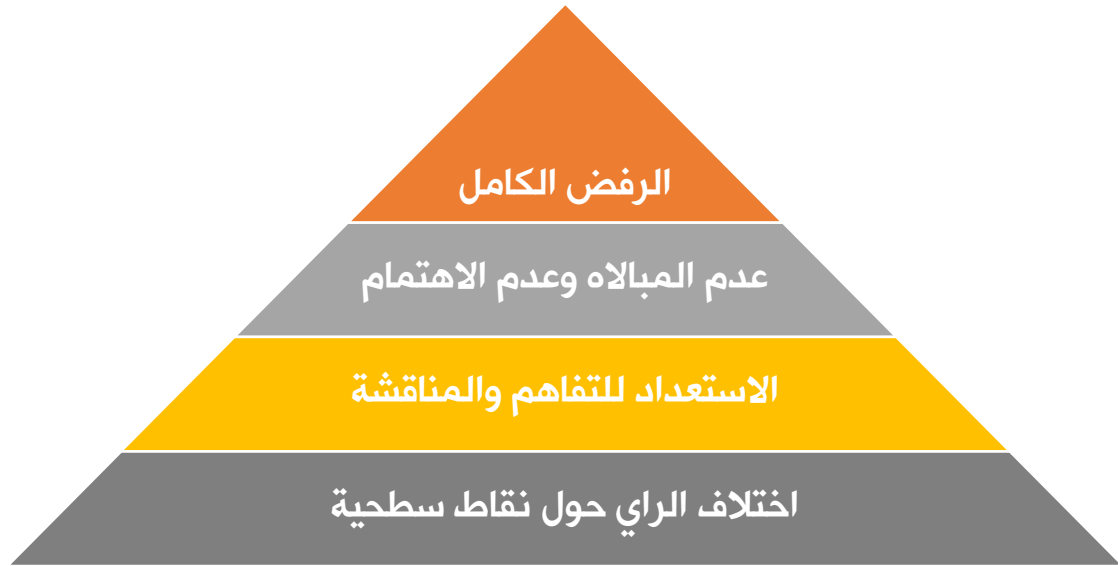 الرفض الكامل
عدم المبالاه وعدم الاهتمام
الاستعداد للتفاهم والمناقشة
اختلاف الراي حول نقاط سطحية